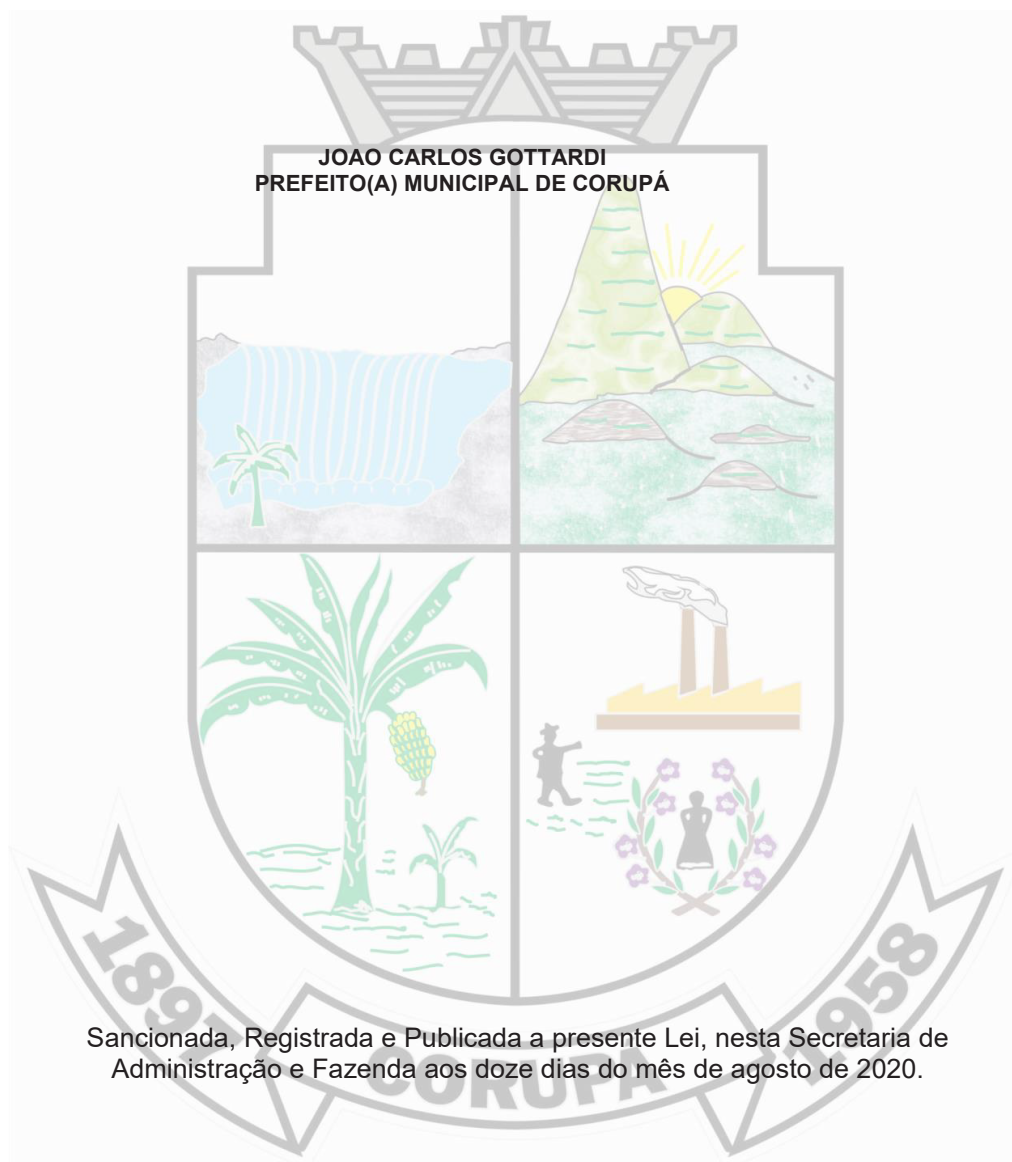 JOAO CARLOS GOTTARDI
PREFEITO(A) MUNICIPAL DE CORUPÁ
1897
1958
Sancionada, Registrada e Publicada a presente Lei, nesta Secretaria de
Administração e Fazenda aos doze dias do mês de agosto de 2020.
CORUPÁ